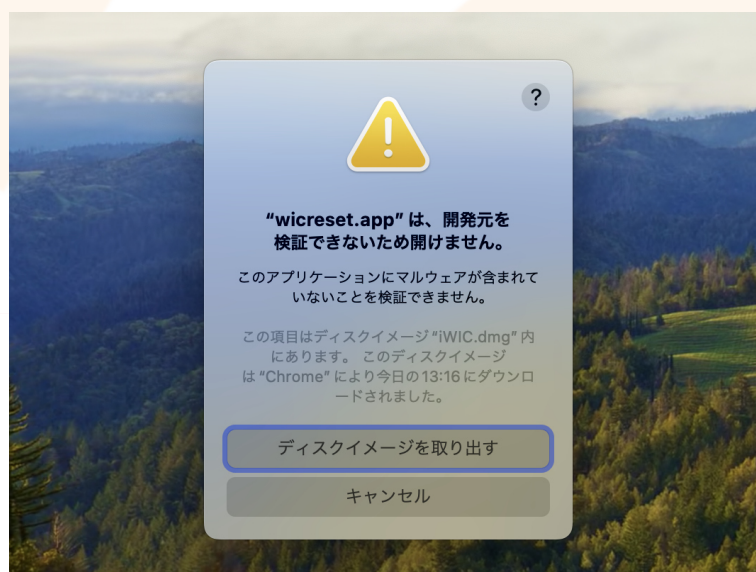 ?
“wicreset.app” は、開発元を
検証できないため開けません。
このアプリケーションにマルウェアが含まれて
いないことを検証できません。
この項目はディスクイメージ “iWIC.dmg” 内
にあります。 このディスクイメージ
は “Chrome” により今日の13:16 にダウンロ
ードされました。
ディスクイメージを取り出す
キャンセル